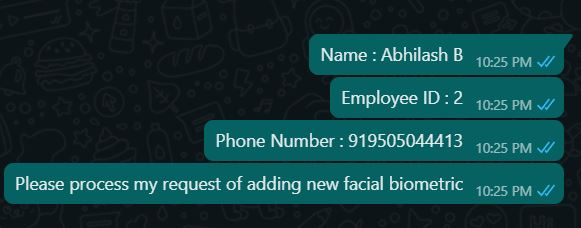 Name : Abhilash B
10:25 PM
Employee ID : 2
10:25 PM
Phone Number : 919505044413
10:25 PM
Please process my request of adding new facial biometric
10:25 PM